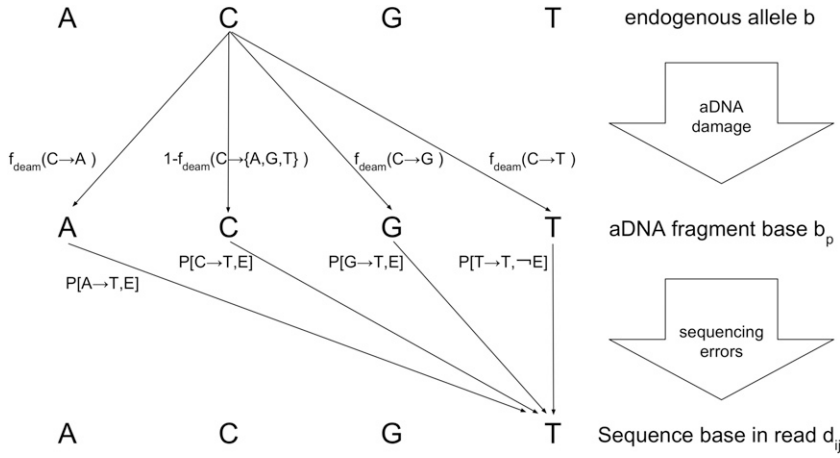 A C G T endogenous allele b
aDNA
damage
f_deam(C→A ) 1-f_deam(C→{A,G,T} ) f_deam(C→G ) f_deam(C→T )
A C G T aDNA fragment base b_p
P[A→T,E] P[C→T,E] P[G→T,E] P[T→T,¬E]
sequencing
errors
A C G T Sequence base in read d_ij